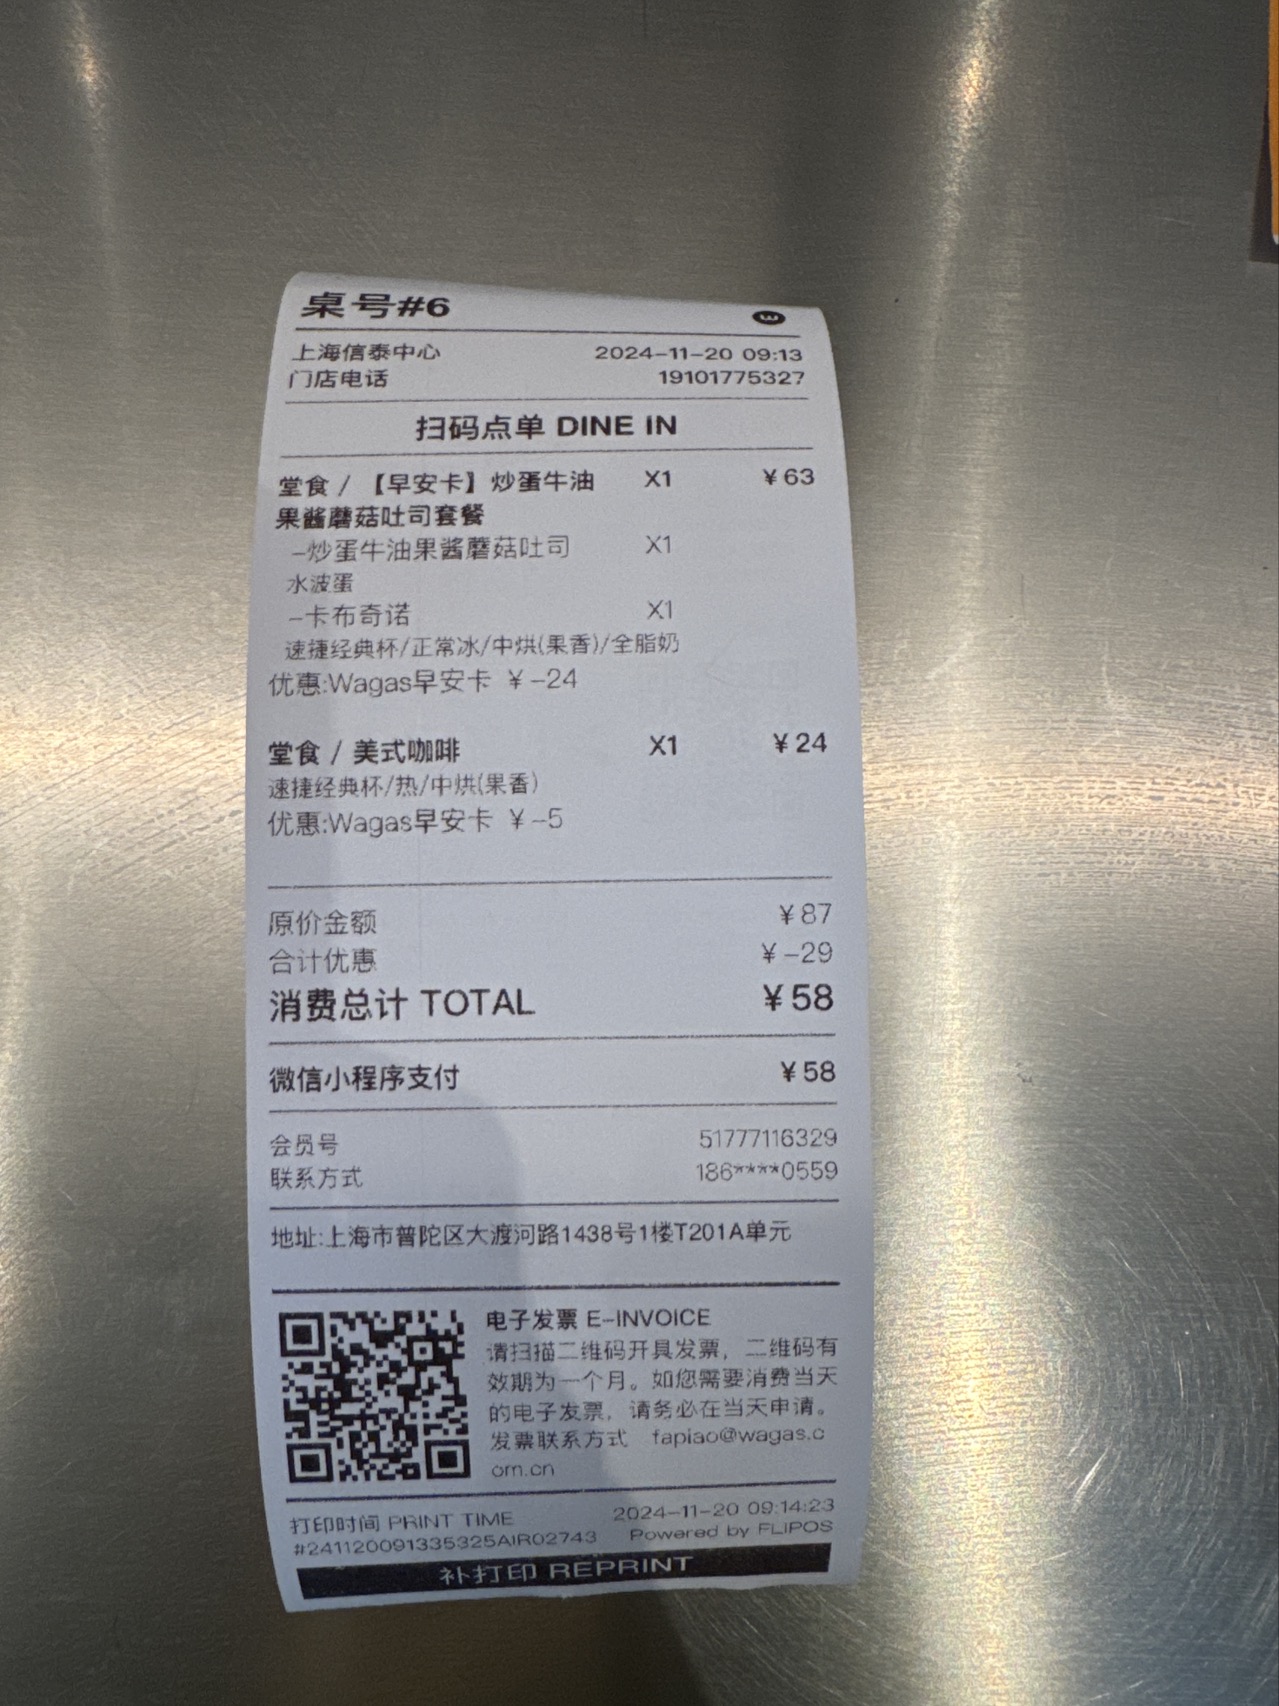 桌号#6
上海信泰中心 2024-11-20 09:13
门店电话 19101775327
扫码点单 DINE IN
堂食 / 【早安卡】炒蛋牛油 X1 ¥63
果酱蘑菇吐司套餐
-炒蛋牛油果酱蘑菇吐司 X1
水波蛋
-卡布奇诺 X1
速捷经典杯/正常冰/中烘(果香)/全脂奶
优惠:Wagas早安卡 ¥-24
堂食 / 美式咖啡 X1 ¥24
速捷经典杯/热/中烘(果香)
优惠:Wagas早安卡 ¥-5
原价金额 ¥87
合计优惠 ¥-29
消费总计 TOTAL ¥58
微信小程序支付 ¥58
会员号 51777116329
联系方式 186****0559
地址:上海市普陀区大渡河路1438号1楼T201A单元
电子发票 E-INVOICE
请扫描二维码开具发票，二维码有
效期为一个月。如您需要消费当天
的电子发票，请务必在当天申请。
发票联系方式 fapiao@wagas.c
om.cn
打印时间 PRINT TIME 2024-11-20 09:14:23
#241120091335325AIR02743 Powered by FLIPOS
补打印 REPRINT